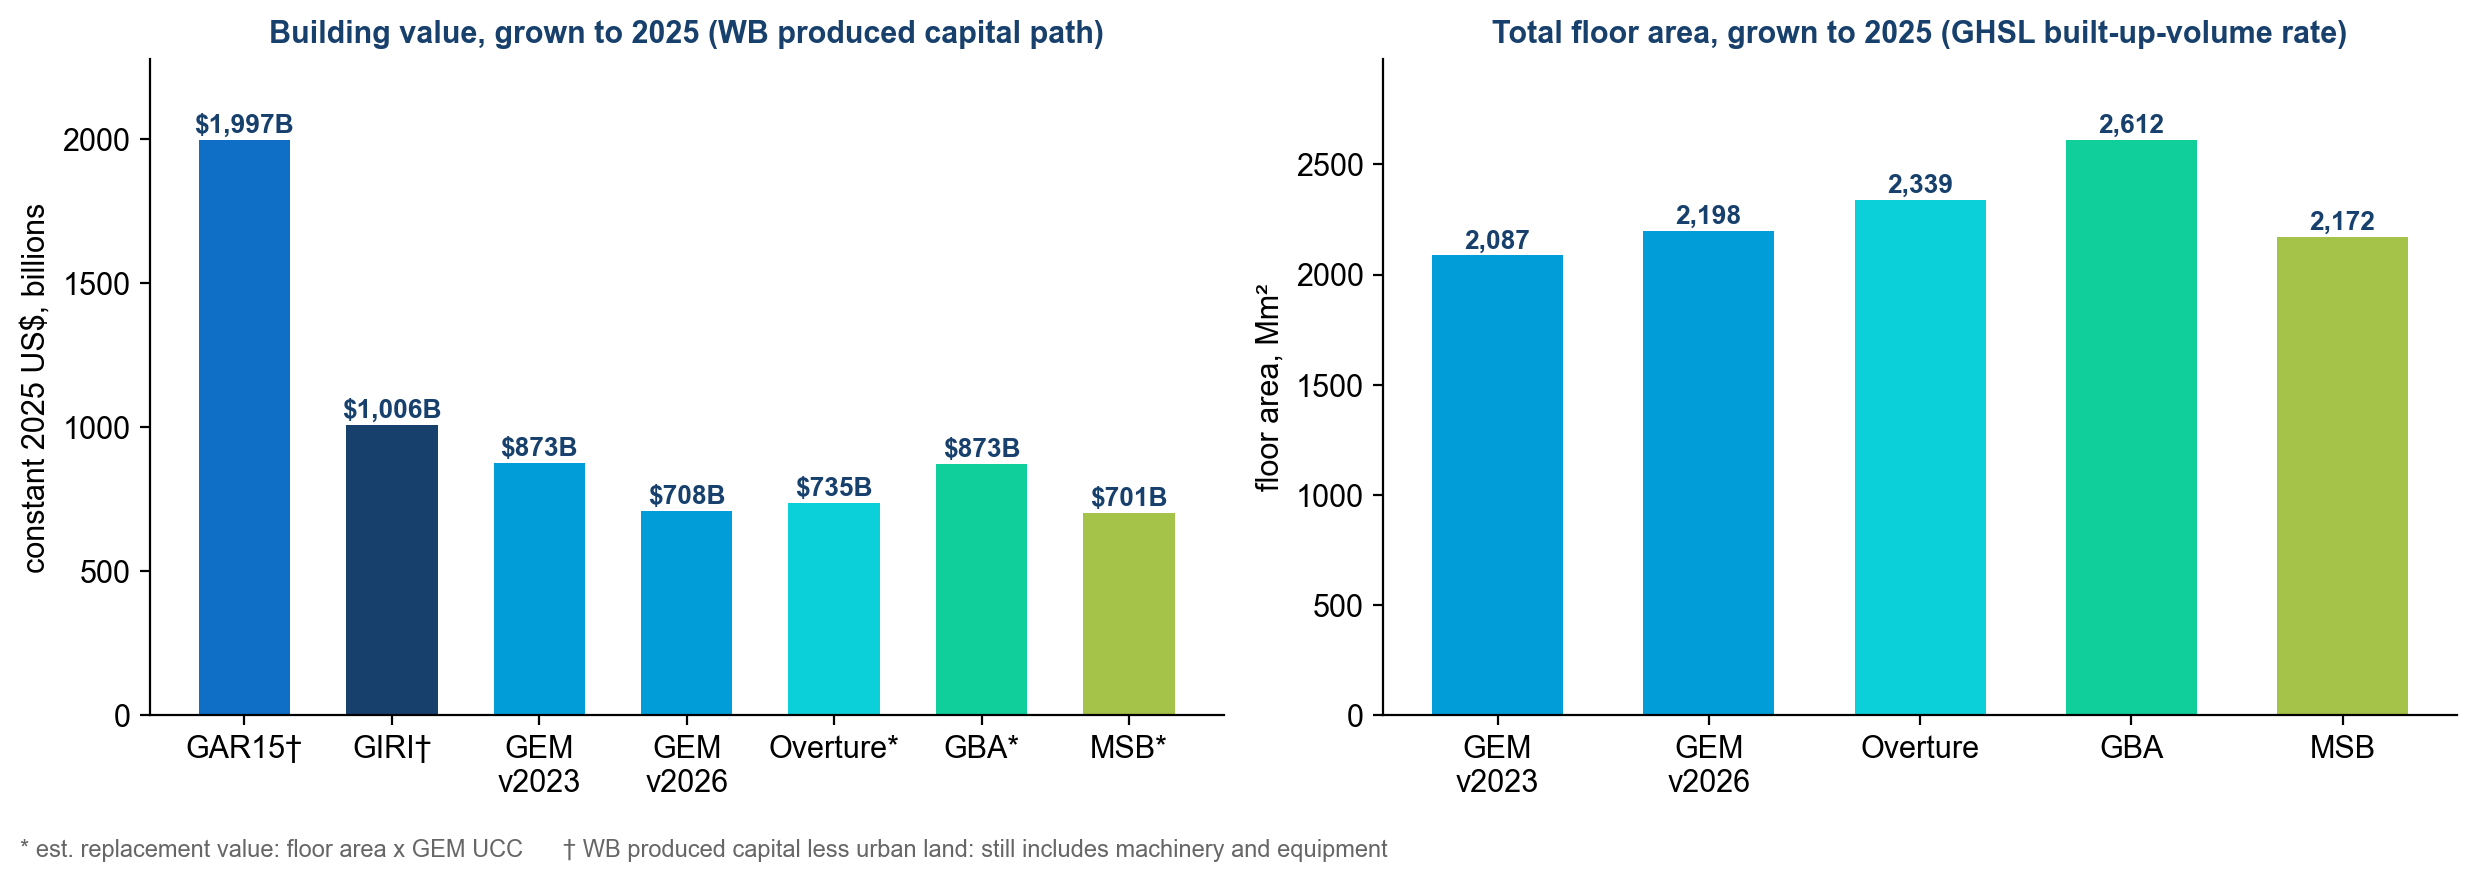 Building value, grown to 2025 (WB produced capital path)
constant 2025 US$, billions
2000
1500
1000
500
0
$1,997B
$1,006B
$873B
$708B
$735B
$873B
$701B
GAR15†
GIRI†
GEM
v2023
GEM
v2026
Overture*
GBA*
MSB*
Total floor area, grown to 2025 (GHSL built-up-volume rate)
floor area, Mm²
2500
2000
1500
1000
500
0
2,087
2,198
2,339
2,612
2,172
GEM
v2023
GEM
v2026
Overture
GBA
MSB
* est. replacement value: floor area x GEM UCC † WB produced capital less urban land: still includes machinery and equipment